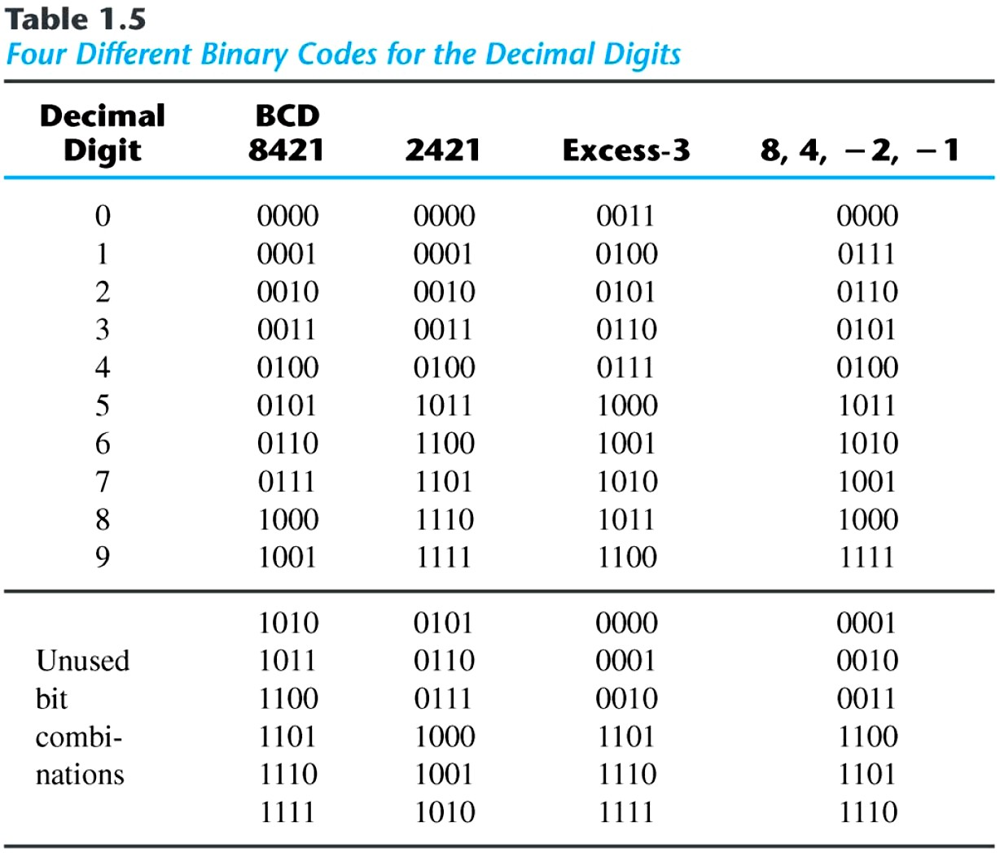 Table 1.5
Four Different Binary Codes for the Decimal Digits
Decimal Digit BCD 8421 2421 Excess-3 8, 4, −2, −1
0 0000 0000 0011 0000
1 0001 0001 0100 0111
2 0010 0010 0101 0110
3 0011 0011 0110 0101
4 0100 0100 0111 0100
5 0101 1011 1000 1011
6 0110 1100 1001 1010
7 0111 1101 1010 1001
8 1000 1110 1011 1000
9 1001 1111 1100 1111
1010 0101 0000 0001
Unused 1011 0110 0001 0010
bit 1100 0111 0010 0011
combi- 1101 1000 1101 1100
nations 1110 1001 1110 1101
1111 1010 1111 1110